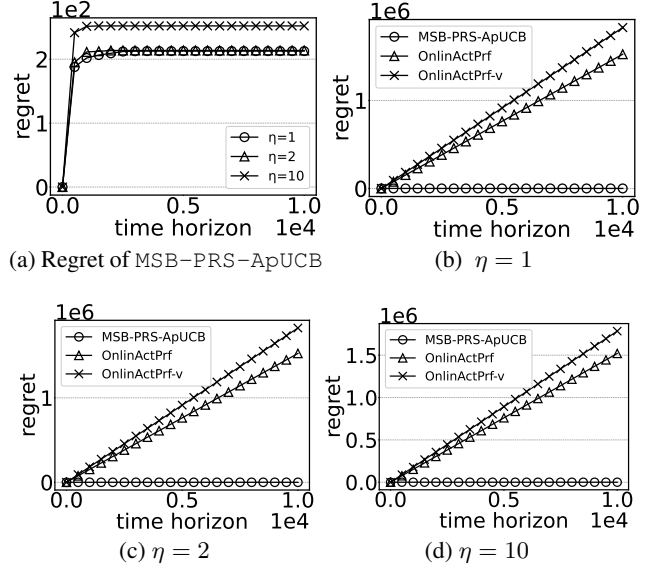 1e2
regret
2
1
0
η=1
η=2
η=10
0.0 0.5 1.0
time horizon 1e4
(a) Regret of MSB-PRS-ApUCB
1e6
regret
1
0
MSB-PRS-ApUCB
OnlinActPrf
OnlinActPrf-v
0.0 0.5 1.0
time horizon 1e4
(b) η = 1
1e6
regret
1
0
MSB-PRS-ApUCB
OnlinActPrf
OnlinActPrf-v
0.0 0.5 1.0
time horizon 1e4
(c) η = 2
1e6
regret
1.5
1.0
0.5
0.0
MSB-PRS-ApUCB
OnlinActPrf
OnlinActPrf-v
0.0 0.5 1.0
time horizon 1e4
(d) η = 10